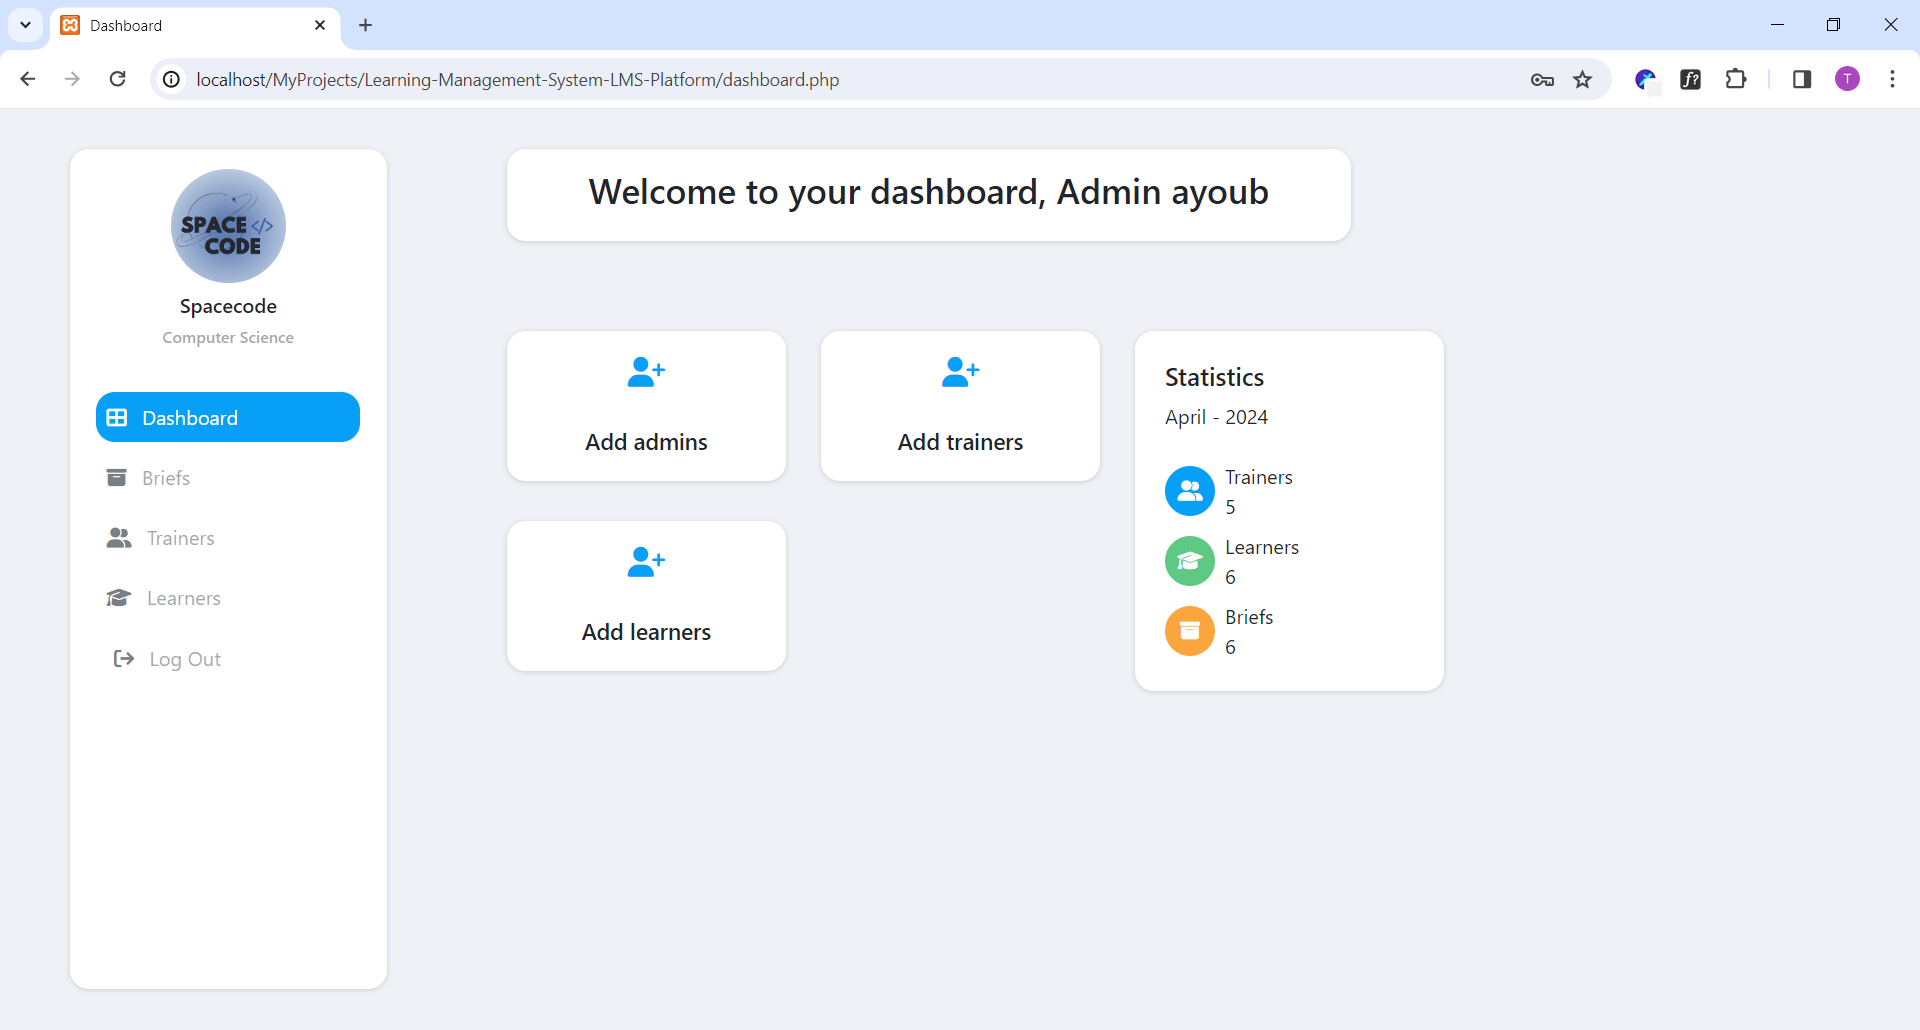 Dashboard
localhost/MyProjects/Learning-Management-System-LMS-Platform/dashboard.php
f?
T
SPACE </>
CODE
Spacecode
Computer Science
Dashboard
Briefs
Trainers
Learners
Log Out
Welcome to your dashboard, Admin ayoub
Add admins
Add trainers
Add learners
Statistics
April - 2024
Trainers
5
Learners
6
Briefs
6